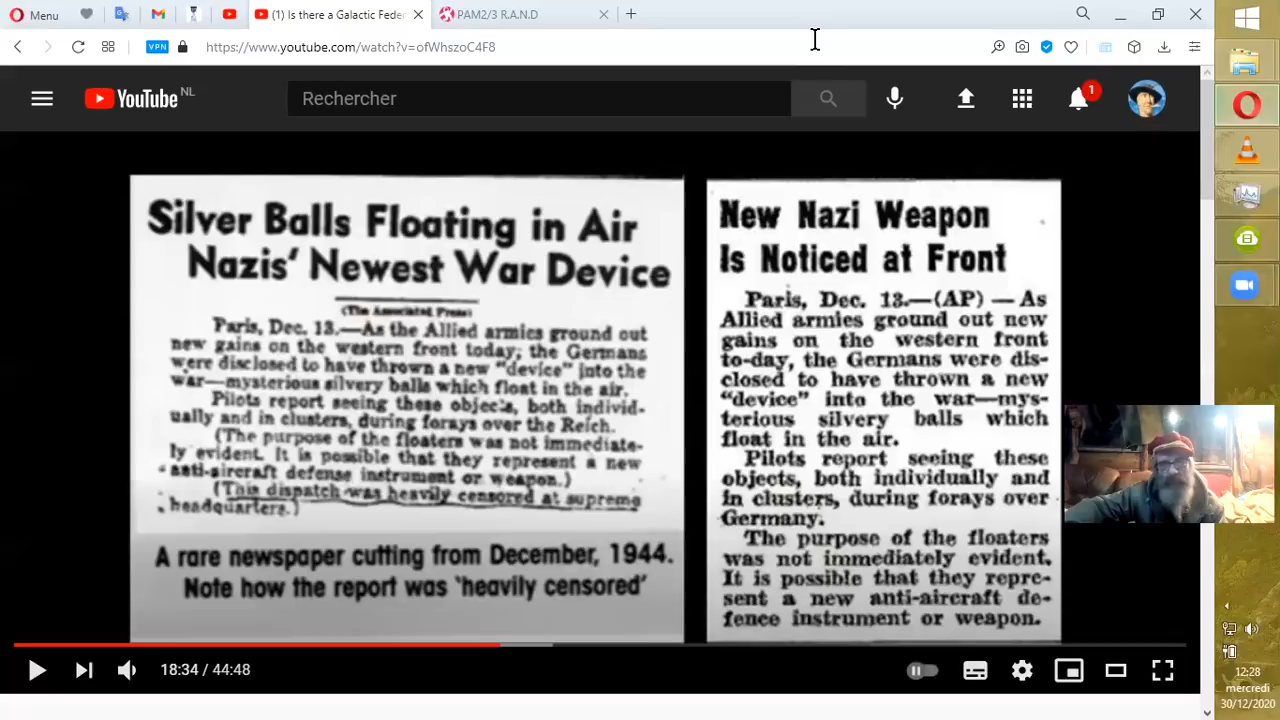 Menu
(1) Is there a Galactic Feder
PAM2/3 R.A.N.D
VPN
https://www.youtube.com/watch?v=ofWhszoC4F8
YouTube NL
Rechercher
1
Silver Balls Floating in Air
Nazis' Newest War Device
(The Associated Press)
Paris, Dec. 13.—As the Allied armies ground out
new gains on the western front today, the Germans
were disclosed to have thrown a new "device" into the
war—mysterious silvery balls which float in the air.
Pilots report seeing these objects, both individ-
ually and in clusters, during forays over the Reich.
(The purpose of the floaters was not immediate-
ly evident. It is possible that they represent a new
anti-aircraft defense instrument or weapon.)
(This dispatch was heavily censored at supreme
headquarters.)
A rare newspaper cutting from December, 1944.
Note how the report was 'heavily censored'
New Nazi Weapon
Is Noticed at Front
Paris, Dec. 13.—(AP) — As
Allied armies ground out new
gains on the western front
to-day, the Germans were dis-
closed to have thrown a new
"device" into the war—mys-
terious silvery balls which
float in the air.
Pilots report seeing these
objects, both individually and
in clusters, during forays over
Germany.
The purpose of the floaters
was not immediately evident.
It is possible that they repre-
sent a new anti-aircraft de-
fence instrument or weapon.
18:34 / 44:48
12:28
mercredi
30/12/2020